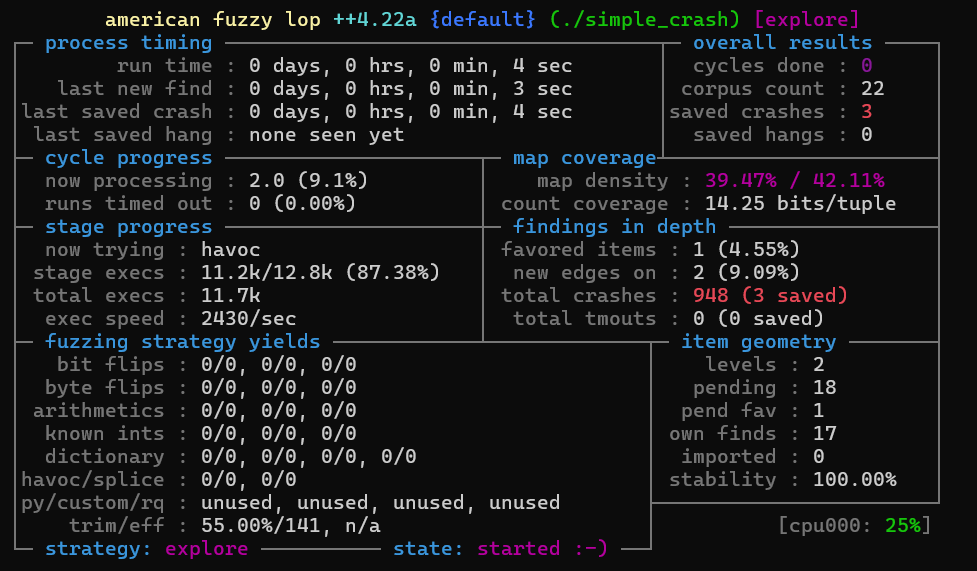 american fuzzy lop ++4.22a {default} (./simple_crash) [explore]
process timing overall results
run time : 0 days, 0 hrs, 0 min, 4 sec cycles done : 0
last new find : 0 days, 0 hrs, 0 min, 3 sec corpus count : 22
last saved crash : 0 days, 0 hrs, 0 min, 4 sec saved crashes : 3
last saved hang : none seen yet saved hangs : 0
cycle progress map coverage
now processing : 2.0 (9.1%) map density : 39.47% / 42.11%
runs timed out : 0 (0.00%) count coverage : 14.25 bits/tuple
stage progress findings in depth
now trying : havoc favored items : 1 (4.55%)
stage execs : 11.2k/12.8k (87.38%) new edges on : 2 (9.09%)
total execs : 11.7k total crashes : 948 (3 saved)
exec speed : 2430/sec total tmouts : 0 (0 saved)
fuzzing strategy yields item geometry
bit flips : 0/0, 0/0, 0/0 levels : 2
byte flips : 0/0, 0/0, 0/0 pending : 18
arithmetics : 0/0, 0/0, 0/0 pend fav : 1
known ints : 0/0, 0/0, 0/0 own finds : 17
dictionary : 0/0, 0/0, 0/0, 0/0 imported : 0
havoc/splice : 0/0, 0/0 stability : 100.00%
py/custom/rq : unused, unused, unused, unused
trim/eff : 55.00%/141, n/a [cpu000: 25%]
strategy: explore state: started :-)